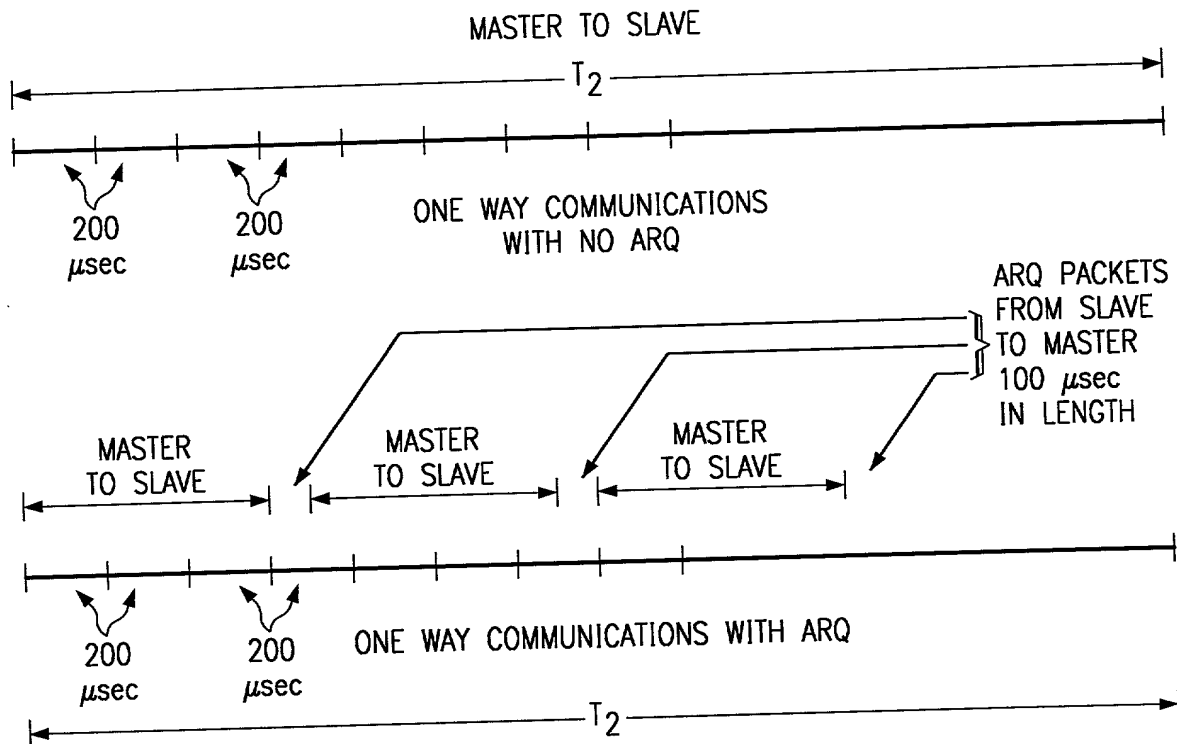 MASTER TO SLAVE
T2
200
μsec
200
μsec
ONE WAY COMMUNICATIONS
WITH NO ARQ
ARQ PACKETS
FROM SLAVE
TO MASTER
100 μsec
IN LENGTH
MASTER
TO SLAVE
MASTER
TO SLAVE
MASTER
TO SLAVE
200
μsec
200
μsec
ONE WAY COMMUNICATIONS WITH ARQ
T2